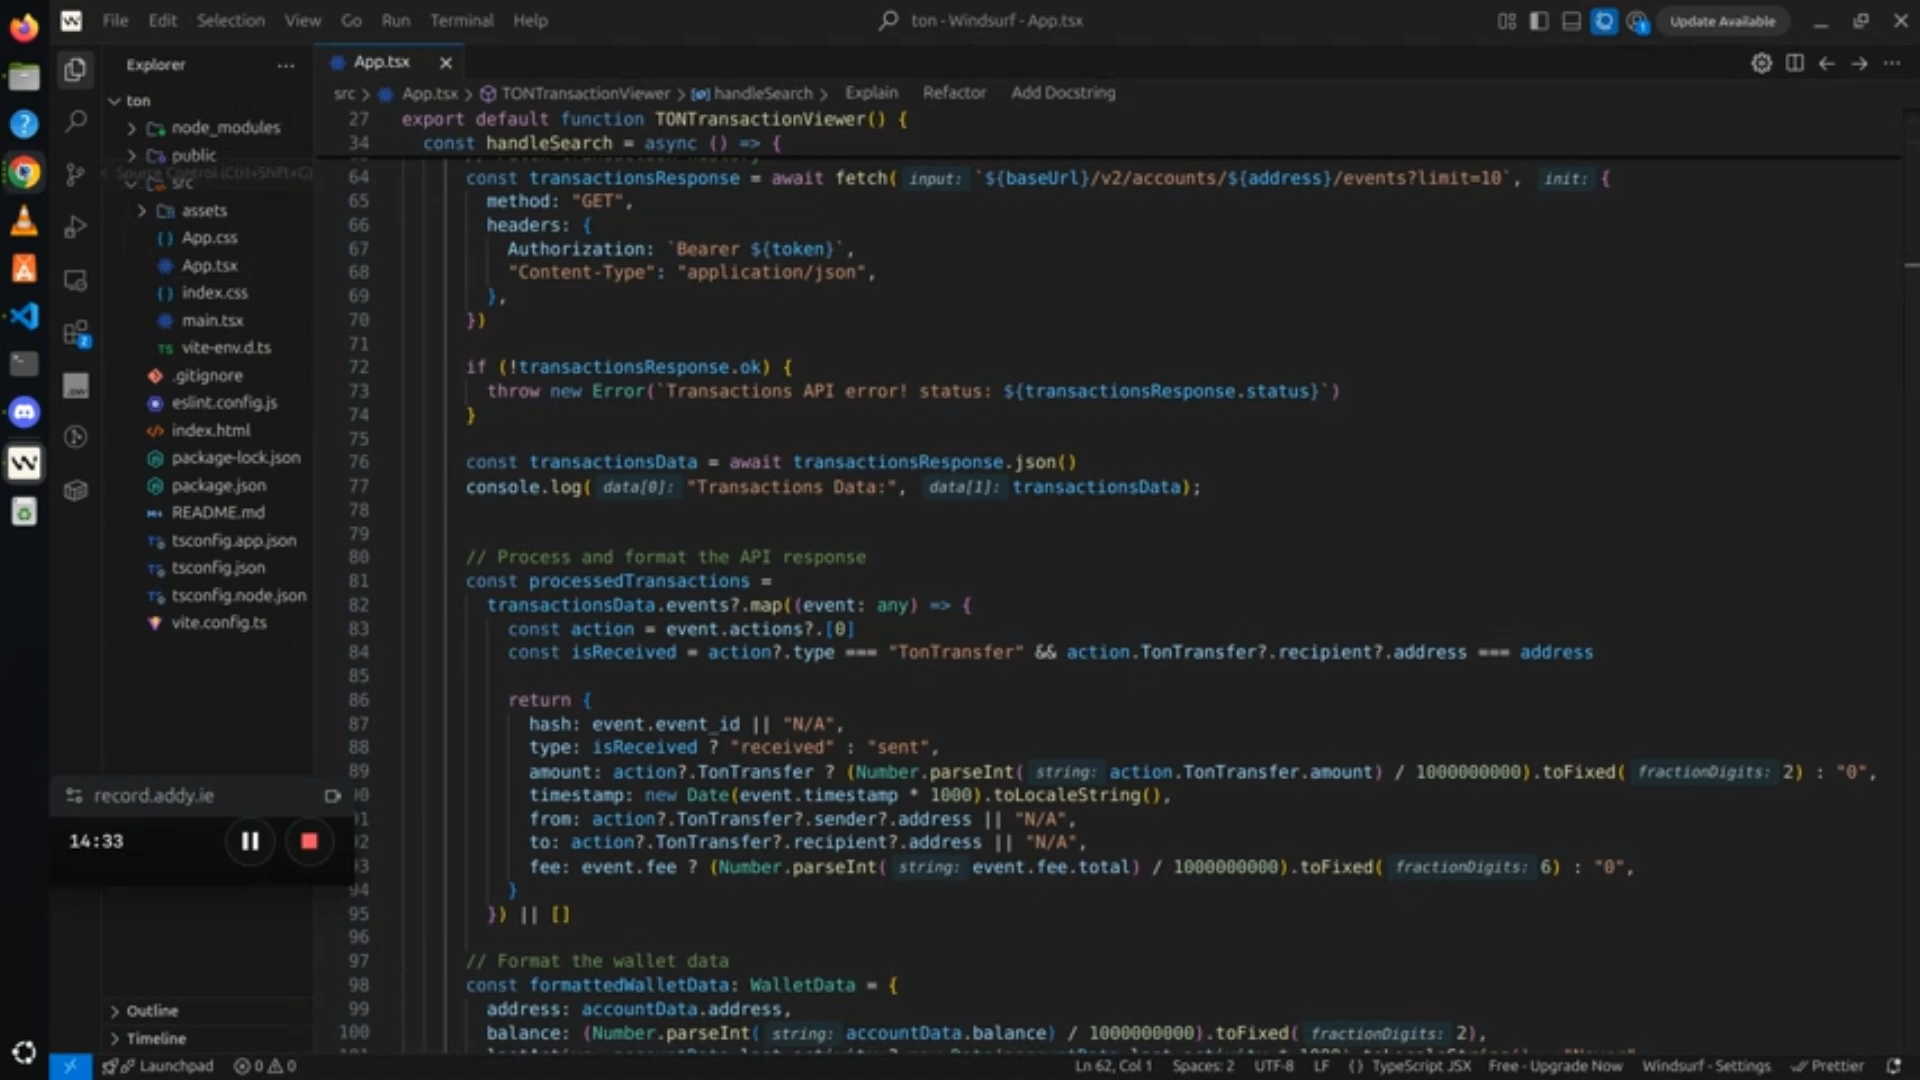 File Edit Selection View Go Run Terminal Help
ton - Windsurf - App.tsx
Update Available
Explorer
App.tsx
ton
node_modules
public
Source Control (Ctrl+Shift+G)
src
assets
App.css
App.tsx
index.css
main.tsx
vite-env.d.ts
.gitignore
eslint.config.js
index.html
package-lock.json
package.json
README.md
tsconfig.app.json
tsconfig.json
tsconfig.node.json
vite.config.ts
record.addy.ie
14:33
Outline
Timeline
src > App.tsx > TONTransactionViewer > handleSearch > Explain Refactor Add Docstring
27 export default function TONTransactionViewer() {
34 const handleSearch = async () => {
64 const transactionsResponse = await fetch( input: `${baseUrl}/v2/accounts/${address}/events?limit=10`, init: {
65 method: "GET",
66 headers: {
67 Authorization: `Bearer ${token}`,
68 "Content-Type": "application/json",
69 },
70 })
71
72 if (!transactionsResponse.ok) {
73 throw new Error(`Transactions API error! status: ${transactionsResponse.status}`)
74 }
75
76 const transactionsData = await transactionsResponse.json()
77 console.log( data[0]: "Transactions Data:", data[1]: transactionsData);
78
79
80 // Process and format the API response
81 const processedTransactions =
82 transactionsData.events?.map((event: any) => {
83 const action = event.actions?.[0]
84 const isReceived = action?.type === "TonTransfer" && action.TonTransfer?.recipient?.address === address
85
86 return {
87 hash: event.event_id || "N/A",
88 type: isReceived ? "received" : "sent",
89 amount: action?.TonTransfer ? (Number.parseInt( string: action.TonTransfer.amount) / 1000000000).toFixed( fractionDigits: 2) : "0",
90 timestamp: new Date(event.timestamp * 1000).toLocaleString(),
91 from: action?.TonTransfer?.sender?.address || "N/A",
92 to: action?.TonTransfer?.recipient?.address || "N/A",
93 fee: event.fee ? (Number.parseInt( string: event.fee.total) / 1000000000).toFixed( fractionDigits: 6) : "0",
94 }
95 }) || []
96
97 // Format the wallet data
98 const formattedWalletData: WalletData = {
99 address: accountData.address,
100 balance: (Number.parseInt( string: accountData.balance) / 1000000000).toFixed( fractionDigits: 2),
Launchpad 0 0 Ln 62, Col 1 Spaces: 2 UTF-8 LF {} TypeScript JSX Free - Upgrade Now Windsurf - Settings Prettier